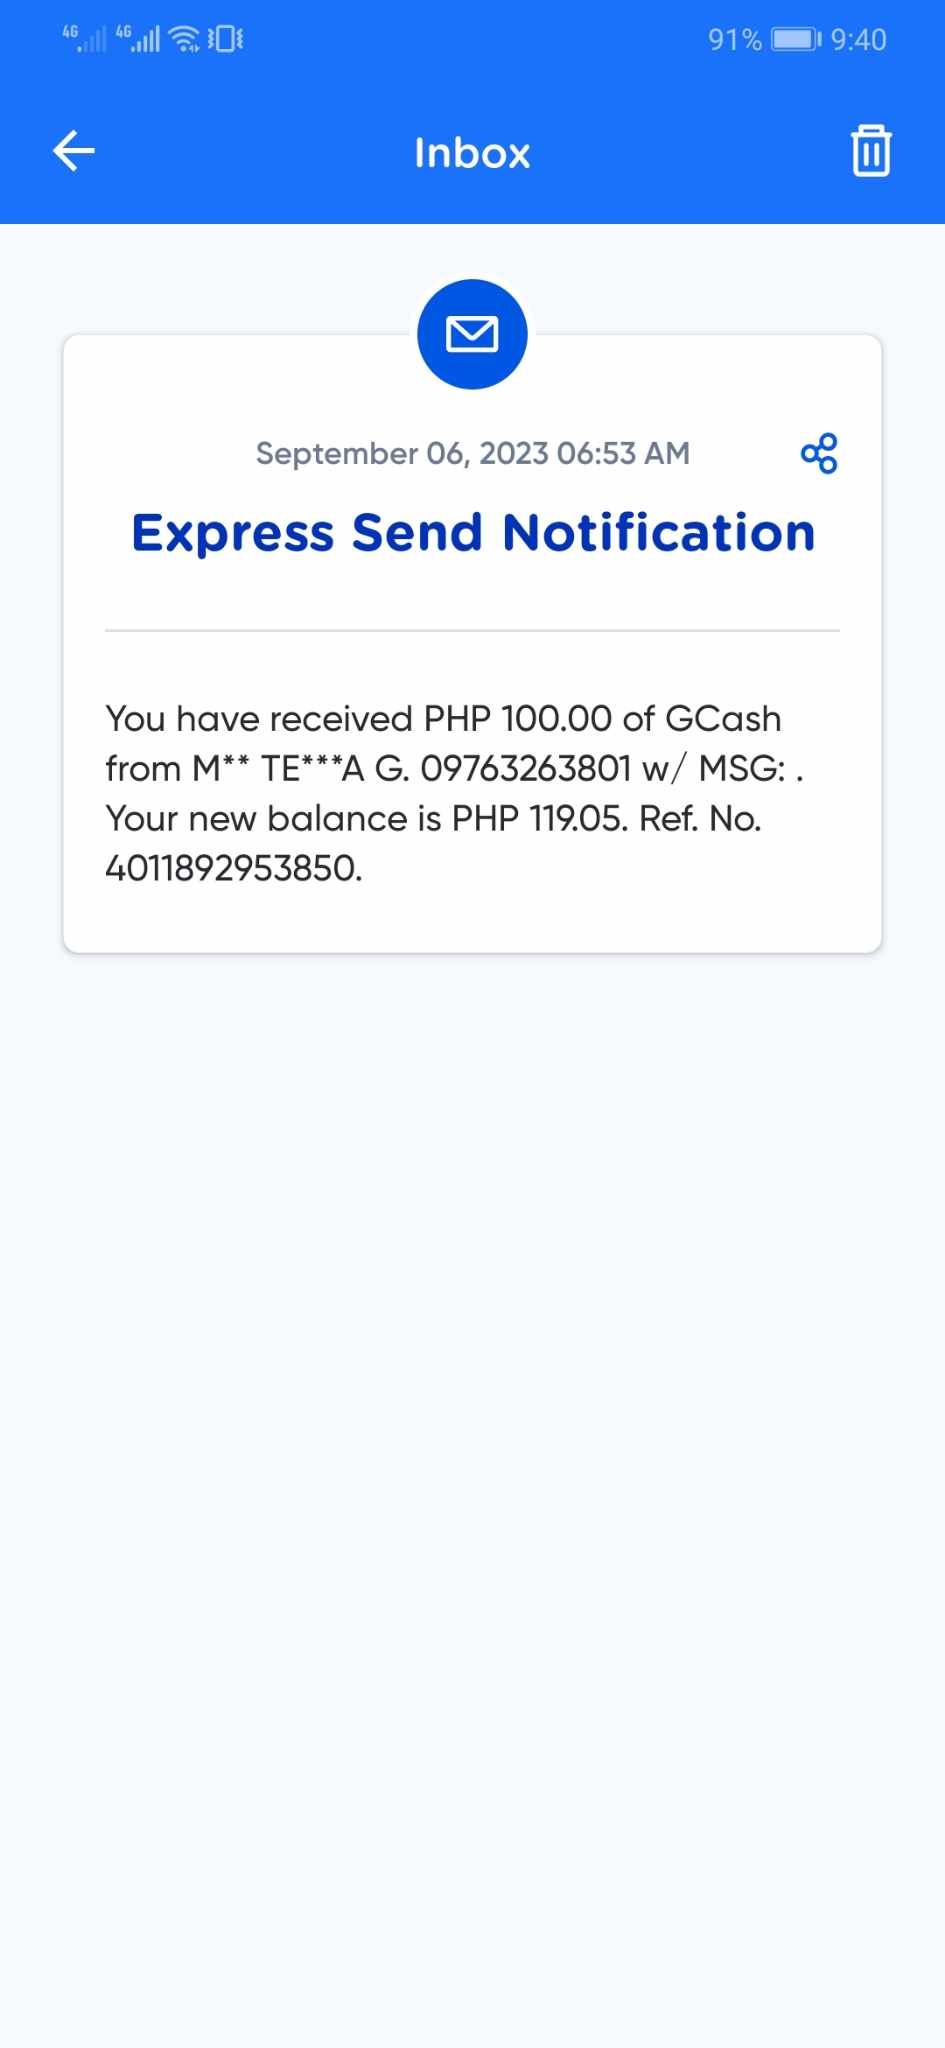 4G 4G 91% 9:40
Inbox
September 06, 2023 06:53 AM
Express Send Notification
You have received PHP 100.00 of GCash
from M** TE***A G. 09763263801 w/ MSG: .
Your new balance is PHP 119.05. Ref. No.
4011892953850.